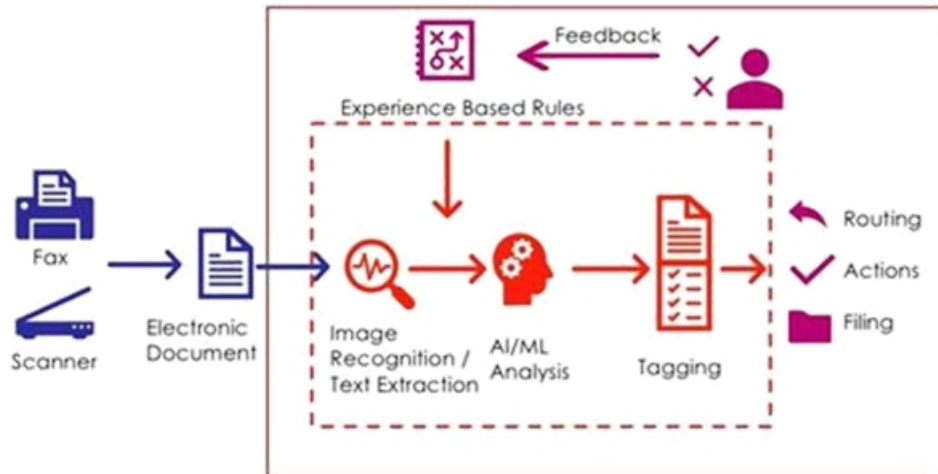 Feedback
Experience Based Rules
Fax
Scanner
Electronic
Document
Image
Recognition /
Text Extraction
AI/ML
Analysis
Tagging
Routing
Actions
Filing